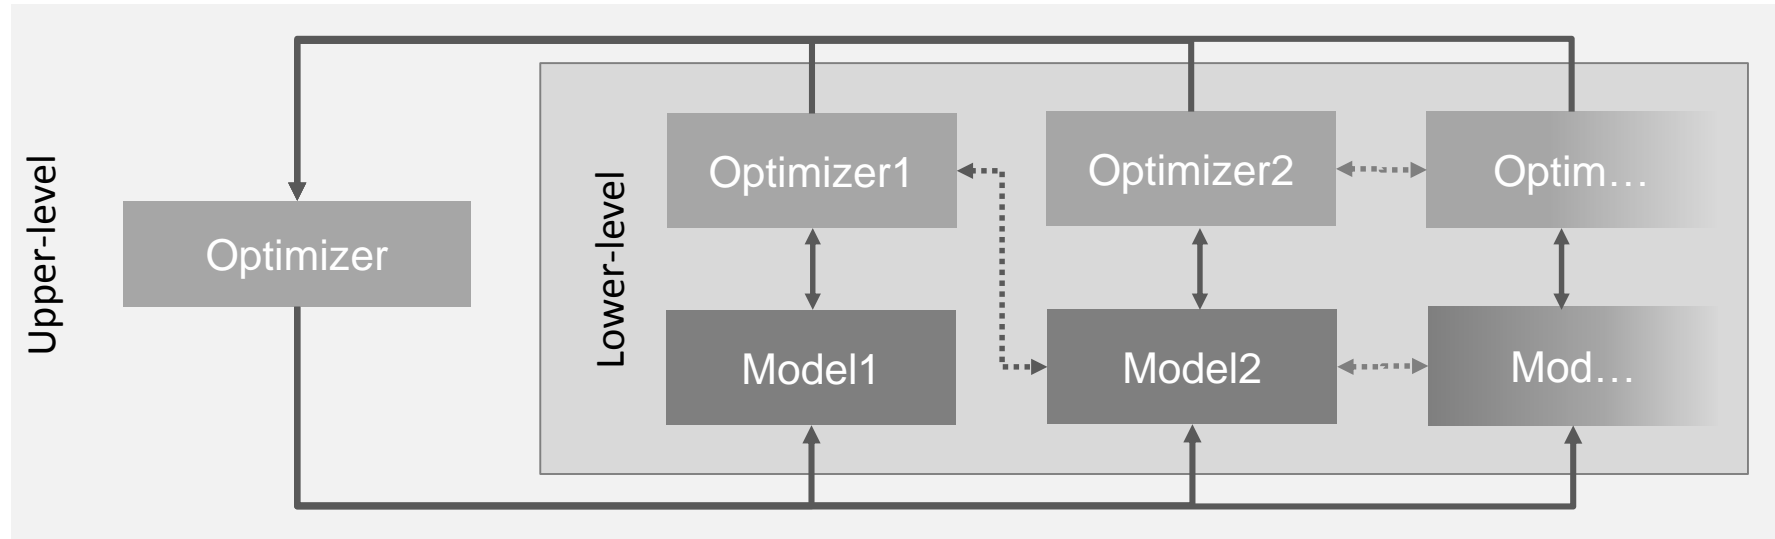 Upper-level
Optimizer
Lower-level
Optimizer1
Optimizer2
Optim…
Model1
Model2
Mod…